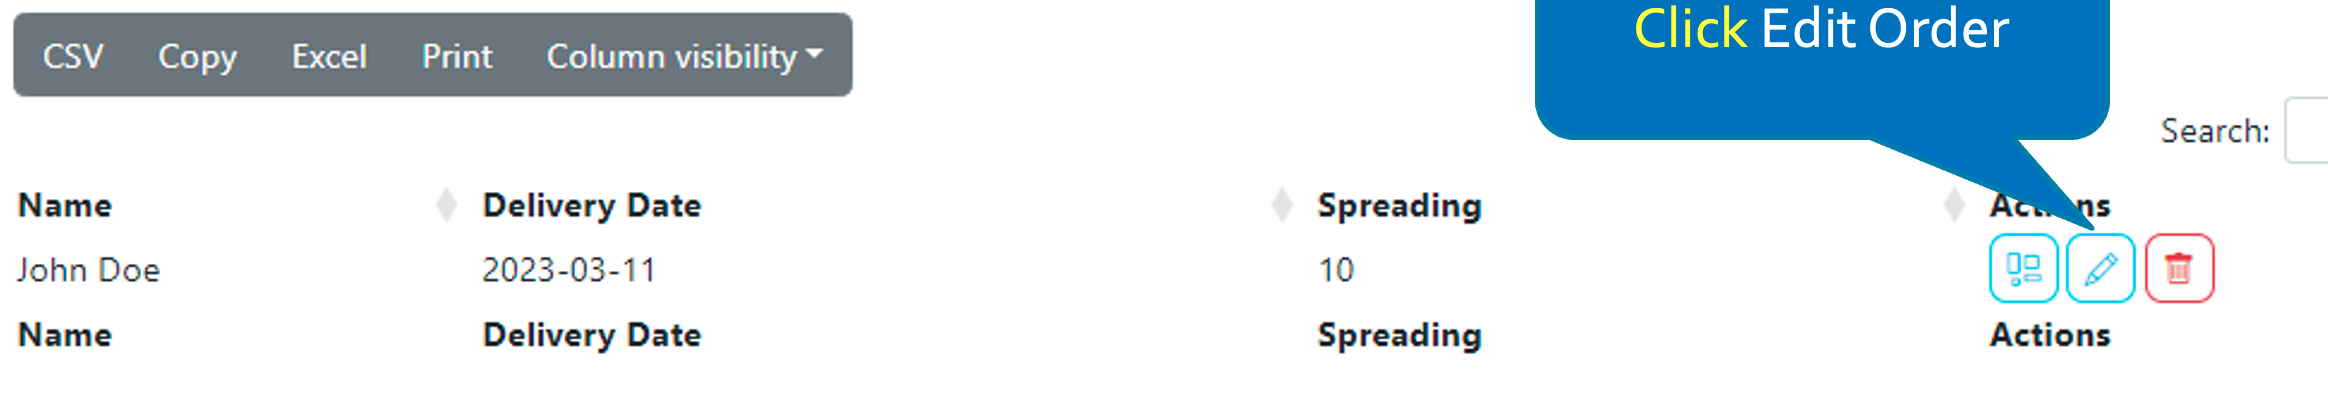 Click Edit Order
CSV Copy Excel Print Column visibility
Search:
Name Delivery Date Spreading Actions
John Doe 2023-03-11 10
Name Delivery Date Spreading Actions